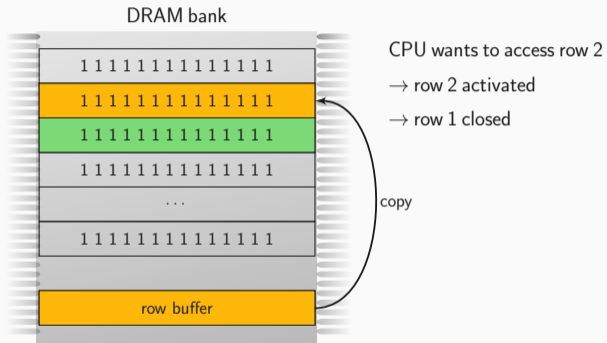 DRAM bank
1 1 1 1 1 1 1 1 1 1 1 1 1 1
1 1 1 1 1 1 1 1 1 1 1 1 1 1
1 1 1 1 1 1 1 1 1 1 1 1 1 1
1 1 1 1 1 1 1 1 1 1 1 1 1 1
...
1 1 1 1 1 1 1 1 1 1 1 1 1 1
row buffer
copy
CPU wants to access row 2
→ row 2 activated
→ row 1 closed